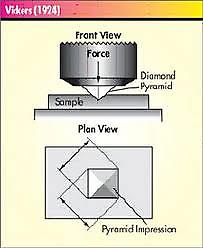 Vickers (1924)
Front View
Force
Diamond
Pyramid
Sample
Plan View
Pyramid Impression